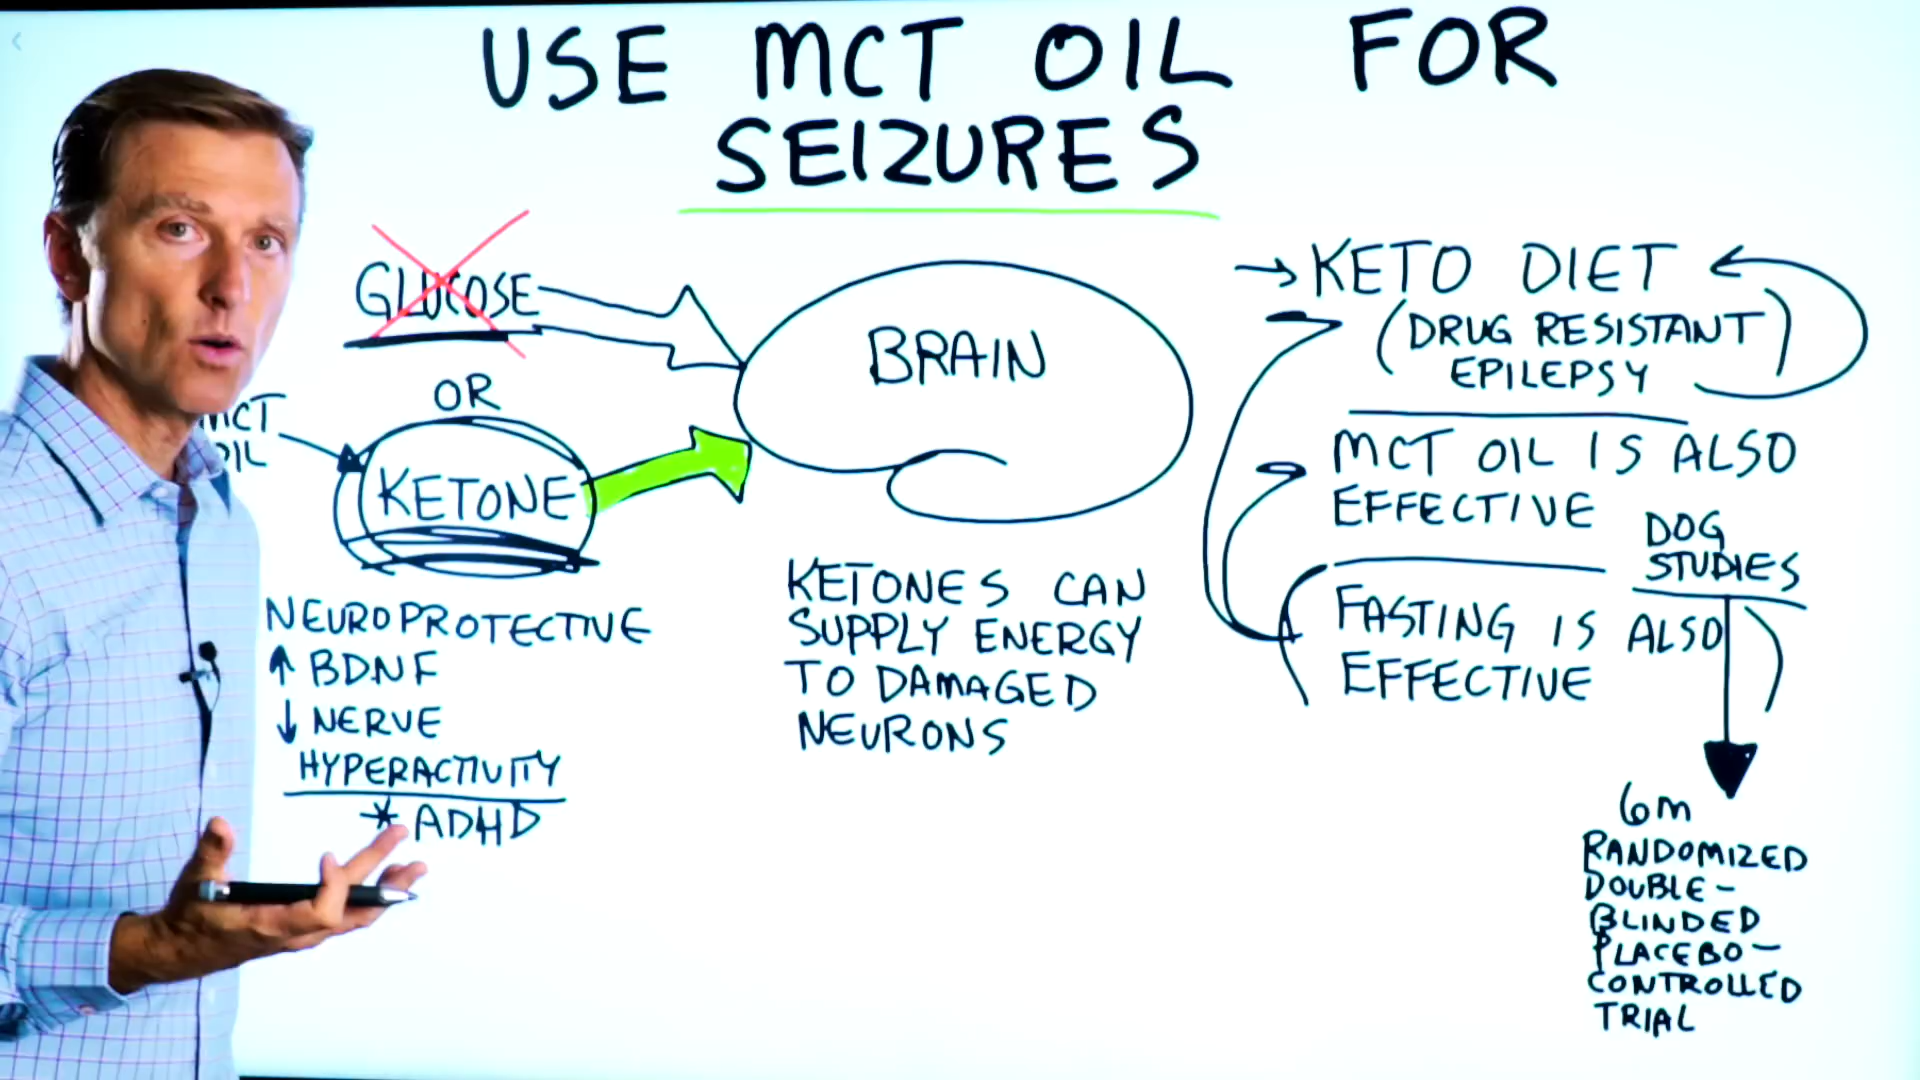 USE MCT OIL FOR
SEIZURES
GLUCOSE
OR
MCT
OIL
KETONE
NEUROPROTECTIVE
↑ BDNF
↓ NERVE
HYPERACTIVITY
* ADHD
BRAIN
KETONES CAN
SUPPLY ENERGY
TO DAMAGED
NEURONS
→ KETO DIET
(DRUG RESISTANT
EPILEPSY)
MCT OIL IS ALSO
EFFECTIVE
DOG
STUDIES
FASTING IS ALSO
EFFECTIVE
6m
RANDOMIZED
DOUBLE-
BLINDED
PLACEBO-
CONTROLLED
TRIAL